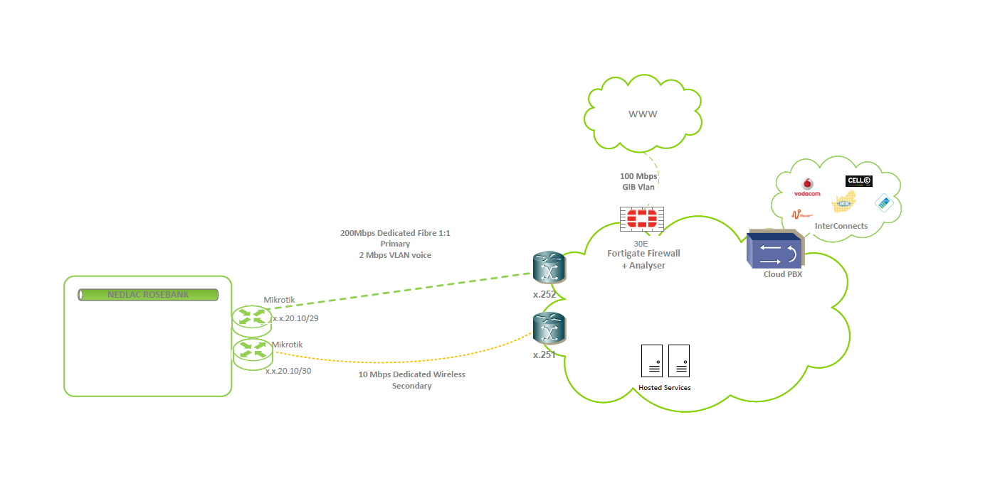 WWW
100 Mbps
GIB Vlan
vodacom
CELLC
InterConnects
200Mbps Dedicated Fibre 1:1
Primary
2 Mbps VLAN voice
30E
Fortigate Firewall
+ Analyser
Cloud PBX
NEDLAC ROSEBANK
Mikrotik
x.x.20.10/29
x.252
Mikrotik
x.x.20.10/30
x.251
10 Mbps Dedicated Wireless
Secondary
Hosted Services